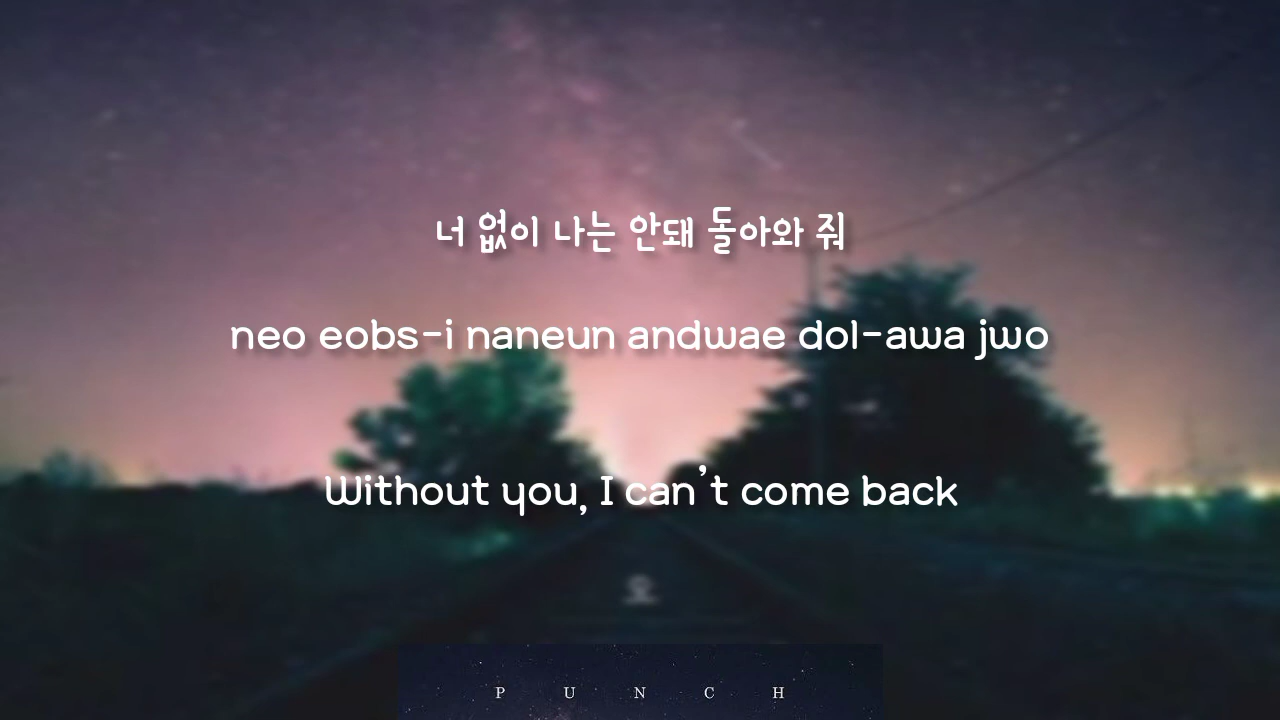 너 없이 나는 안돼 돌아와 줘
neo eobs-i naneun andwae dol-awa jwo
Without you, I can't come back
오
P U N C H